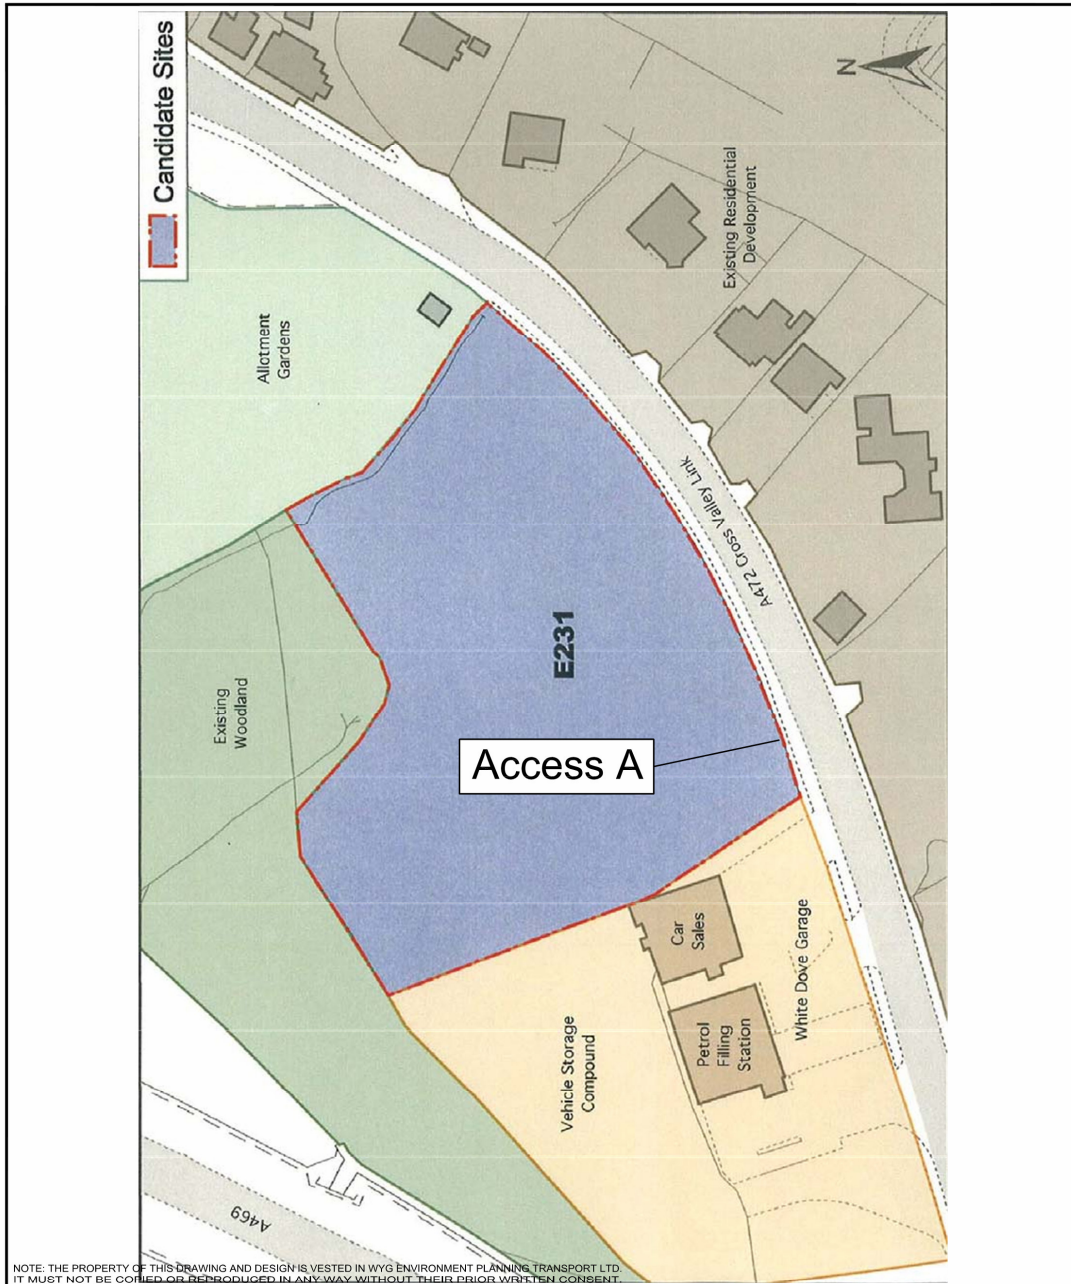 Candidate Sites
N
Existing Residential
Development
Allotment
Gardens
A472 Cross Valley Link
E231
Existing
Woodland
Access A
Car
Sales
White Dove Garage
Petrol
Filling
Station
Vehicle Storage
Compound
A469
NOTE: THE PROPERTY OF THIS DRAWING AND DESIGN IS VESTED IN WYG ENVIRONMENT PLANNING TRANSPORT LTD.
IT MUST NOT BE COPIED OR REPRODUCED IN ANY WAY WITHOUT THEIR PRIOR WRITTEN CONSENT.